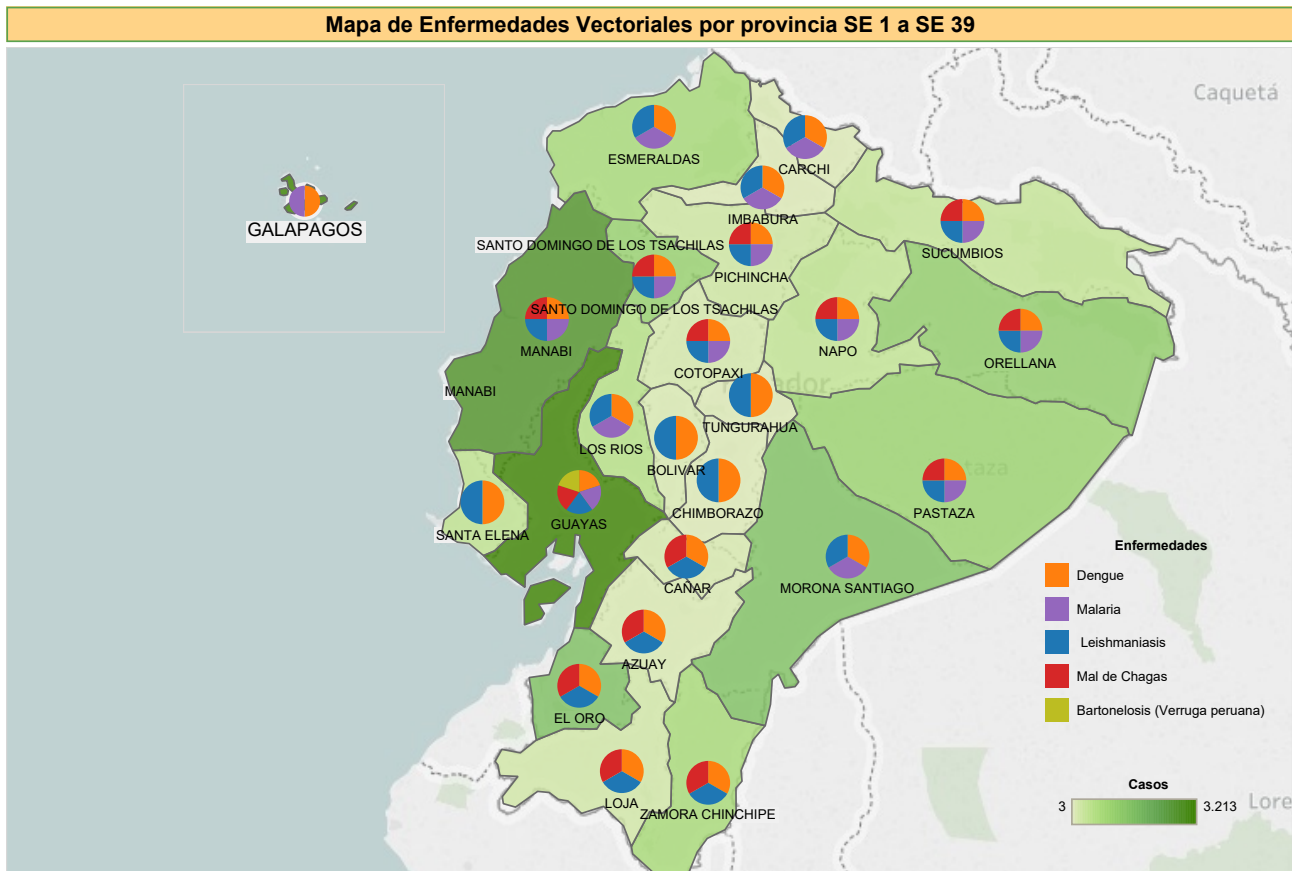 Mapa de Enfermedades Vectoriales por provincia SE 1 a SE 39
Caquetá
ESMERALDAS
CARCHI
IMBABURA
GALAPAGOS
SANTO DOMINGO DE LOS TSACHILAS
SUCUMBIOS
PICHINCHA
SANTO DOMINGO DE LOS TSACHILAS
MANABI
NAPO
ORELLANA
COTOPAXI
MANABI
TUNGURAHUA
LOS RIOS
BOLIVAR
PASTAZA
CHIMBORAZO
GUAYAS
SANTA ELENA
CAÑAR
MORONA SANTIAGO
AZUAY
EL ORO
LOJA
ZAMORA CHINCHIPE
Enfermedades
Dengue
Malaria
Leishmaniasis
Mal de Chagas
Bartonelosis (Verruga peruana)
Casos
3
3.213
Lore